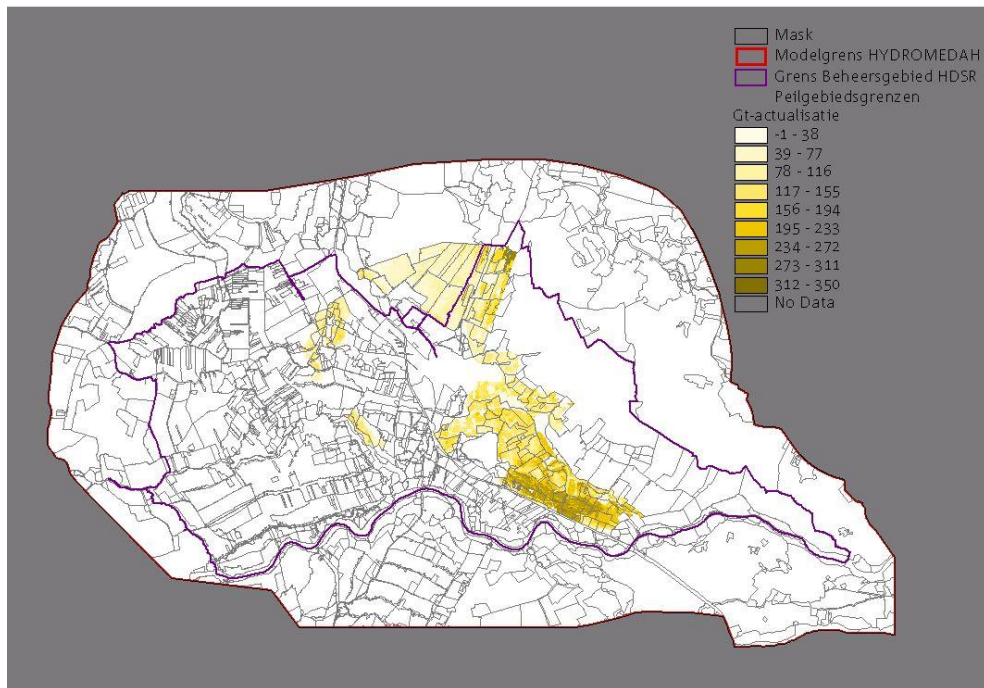 Mask
Modelgrens HYDROMEDAH
Grens Beheersgebied HDSR
Peilgebiedsgrenzen
Gt-actualisatie
-1 - 38
39 - 77
78 - 116
117 - 155
156 - 194
195 - 233
234 - 272
273 - 311
312 - 350
No Data